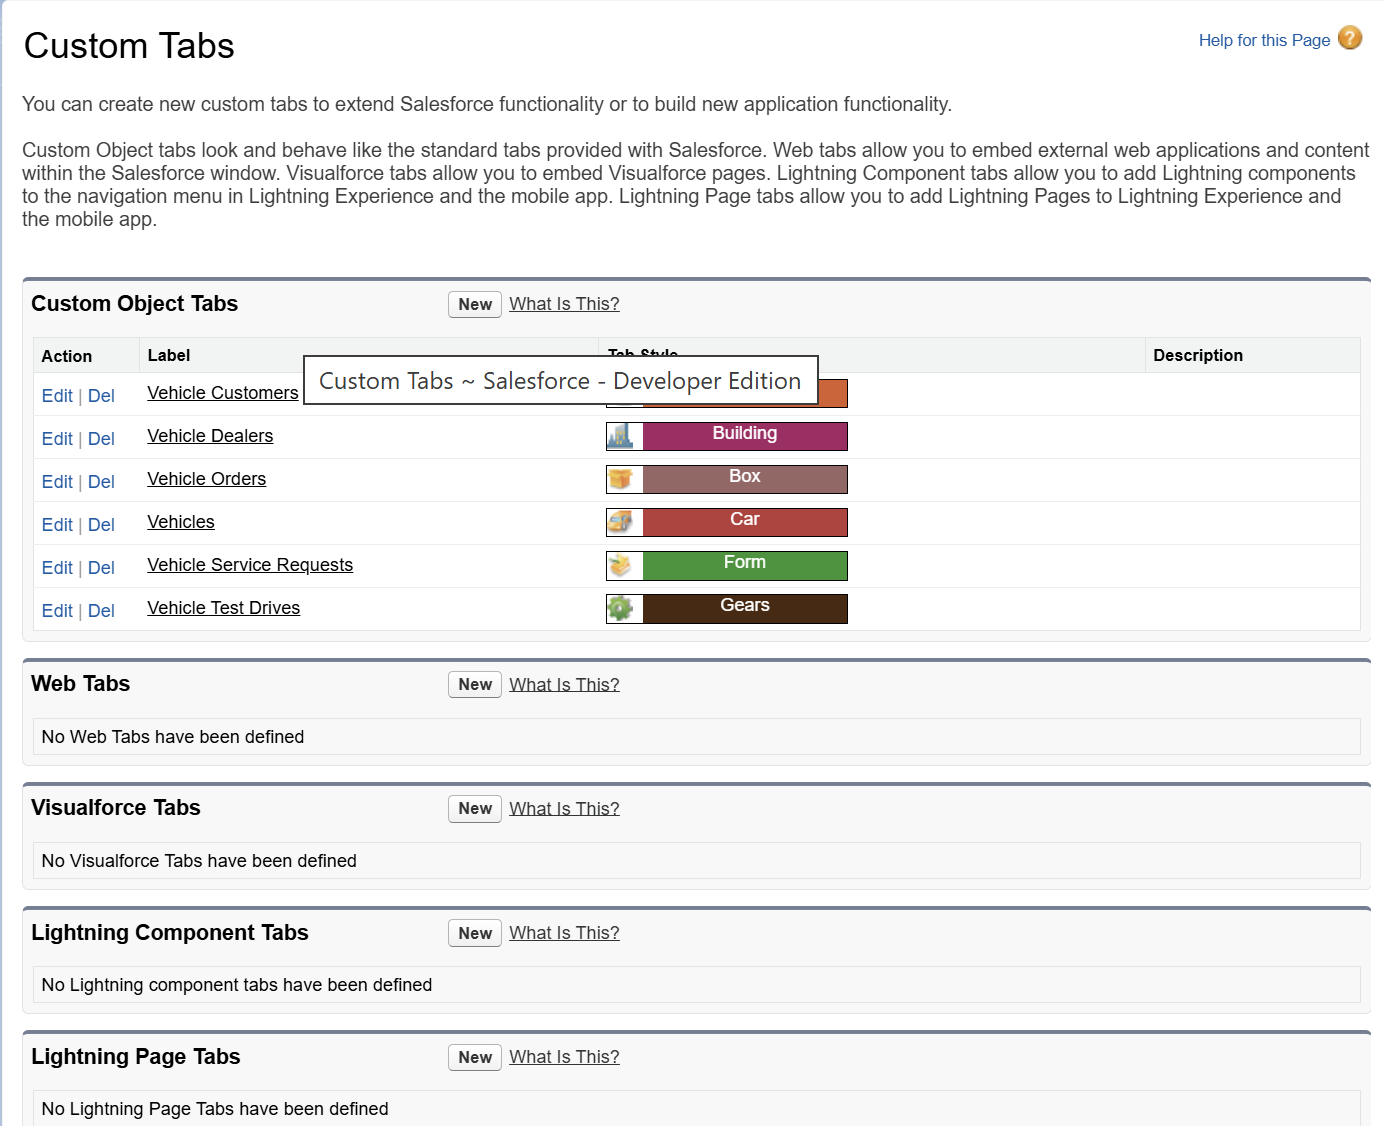 Custom Tabs
Help for this Page ?
You can create new custom tabs to extend Salesforce functionality or to build new application functionality.
Custom Object tabs look and behave like the standard tabs provided with Salesforce. Web tabs allow you to embed external web applications and content
within the Salesforce window. Visualforce tabs allow you to embed Visualforce pages. Lightning Component tabs allow you to add Lightning components
to the navigation menu in Lightning Experience and the mobile app. Lightning Page tabs allow you to add Lightning Pages to Lightning Experience and
the mobile app.
Custom Object Tabs New What Is This?
Action Label Tab Style Description
Custom Tabs ~ Salesforce - Developer Edition
Edit | Del Vehicle Customers
Edit | Del Vehicle Dealers Building
Edit | Del Vehicle Orders Box
Edit | Del Vehicles Car
Edit | Del Vehicle Service Requests Form
Edit | Del Vehicle Test Drives Gears
Web Tabs New What Is This?
No Web Tabs have been defined
Visualforce Tabs New What Is This?
No Visualforce Tabs have been defined
Lightning Component Tabs New What Is This?
No Lightning component tabs have been defined
Lightning Page Tabs New What Is This?
No Lightning Page Tabs have been defined